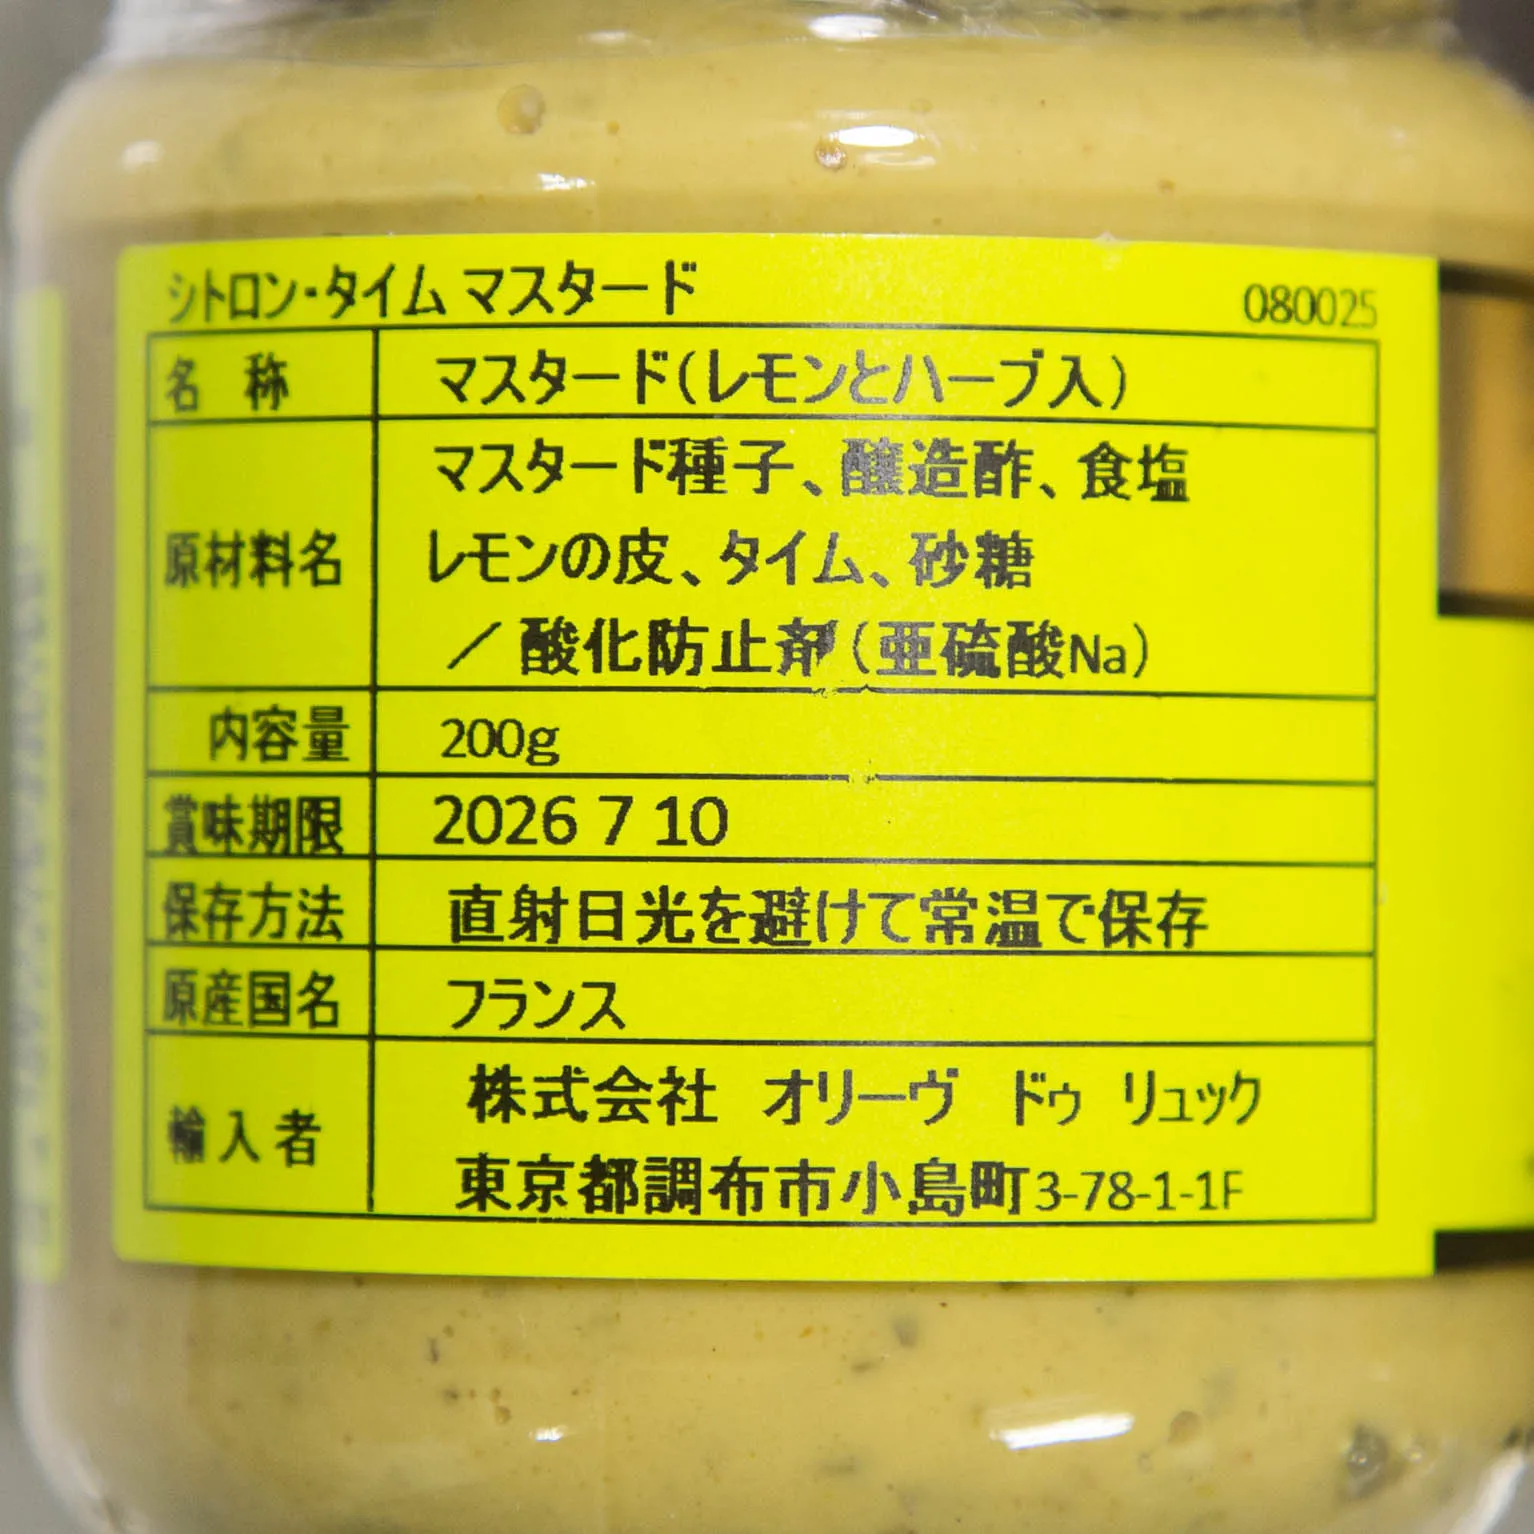 シトロン・タイム マスタード 080025
名 称 マスタード(レモンとハーブ入)
原材料名 マスタード種子、醸造酢、食塩
レモンの皮、タイム、砂糖
/酸化防止剤(亜硫酸Na)
内容量 200g
賞味期限 2026 7 10
保存方法 直射日光を避けて常温で保存
原産国名 フランス
輸入者 株式会社 オリーヴ ドゥ リュック
東京都調布市小島町3-78-1-1F